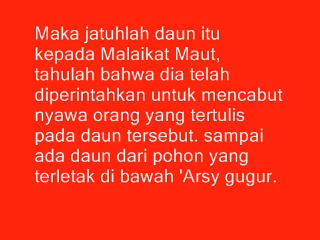 Maka jatuhlah daun itu
kepada Malaikat Maut,
tahulah bahwa dia telah
diperintahkan untuk mencabut
nyawa orang yang tertulis
pada daun tersebut. sampai
ada daun dari pohon yang
terletak di bawah 'Arsy gugur.